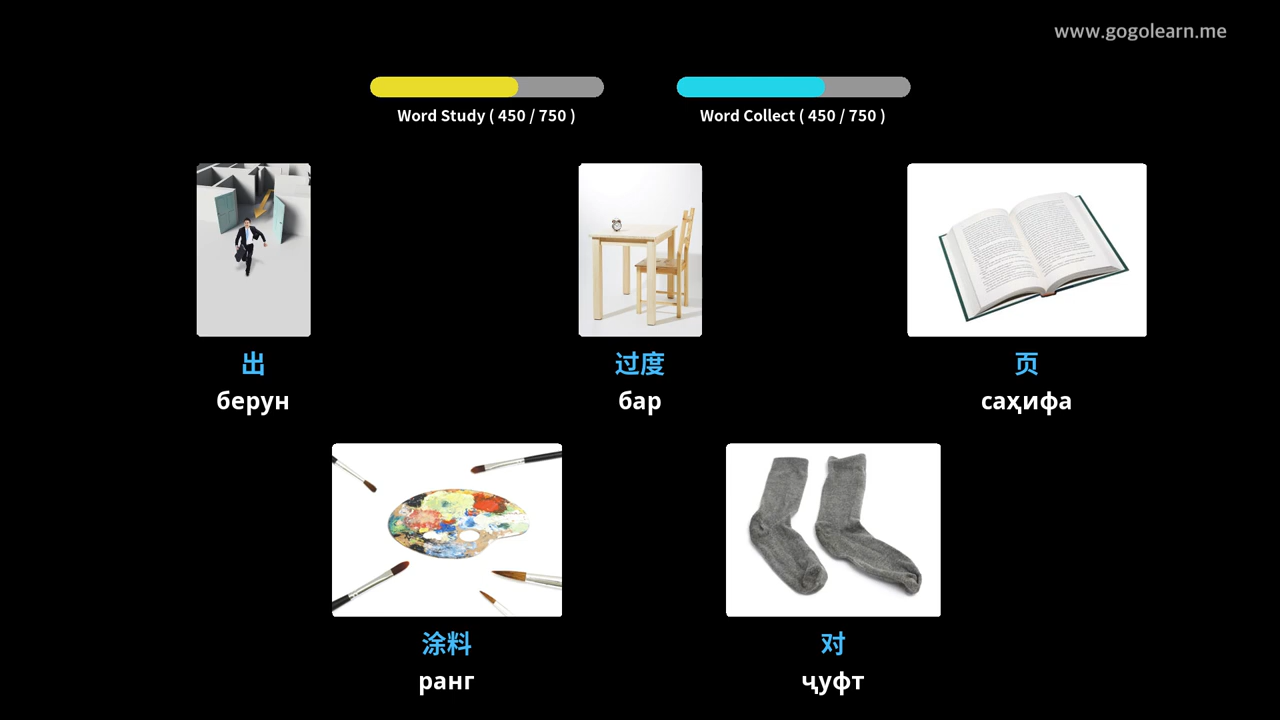 www.gogolearn.me
Word Study ( 450 / 750 )
Word Collect ( 450 / 750 )
出
берун
过度
бар
页
саҳифа
涂料
ранг
对
ҷуфт